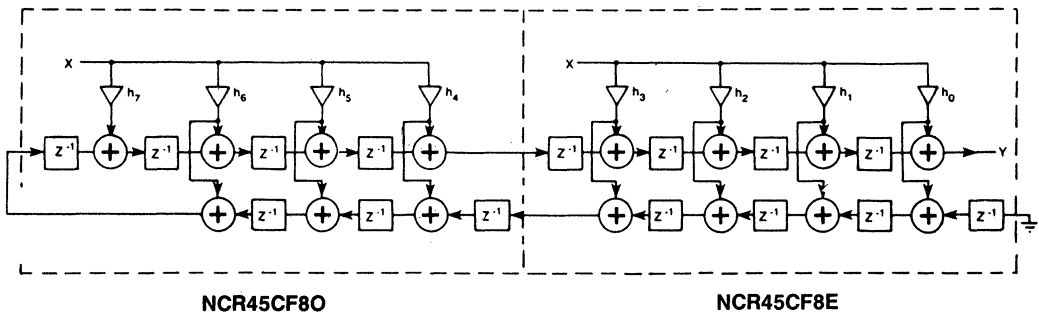 X X
h7 h6 h5 h4 h3 h2 h1 h0
Z⁻¹ + Z⁻¹ + Z⁻¹ + Z⁻¹ + Z⁻¹ + Z⁻¹ + Z⁻¹ + Z⁻¹ + Y
+ Z⁻¹ + Z⁻¹ + Z⁻¹ + Z⁻¹ + Z⁻¹ + Z⁻¹ + Z⁻¹
NCR45CF8O NCR45CF8E